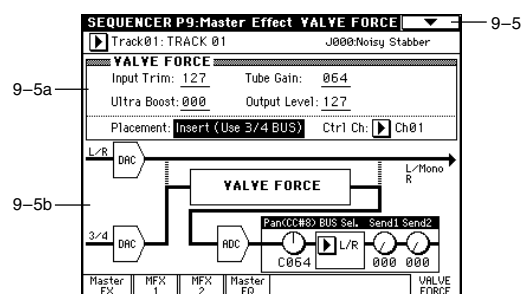 SEQUENCER P9:Master Effect VALVE FORCE
9–5
Track01: TRACK 01 J000:Noisy Stabber
VALVE FORCE
Input Trim: 127 Tube Gain: 064
9–5a
Ultra Boost: 000 Output Level: 127
Placement: Insert (Use 3/4 BUS) Ctrl Ch: Ch01
L/R DAC
L/Mono
R
VALVE FORCE
9–5b
Pan(CC#8) BUS Sel. Send1 Send2
3/4 DAC ADC L/R
C064 000 000
Master FX MFX 1 MFX 2 Master EQ VALVE FORCE